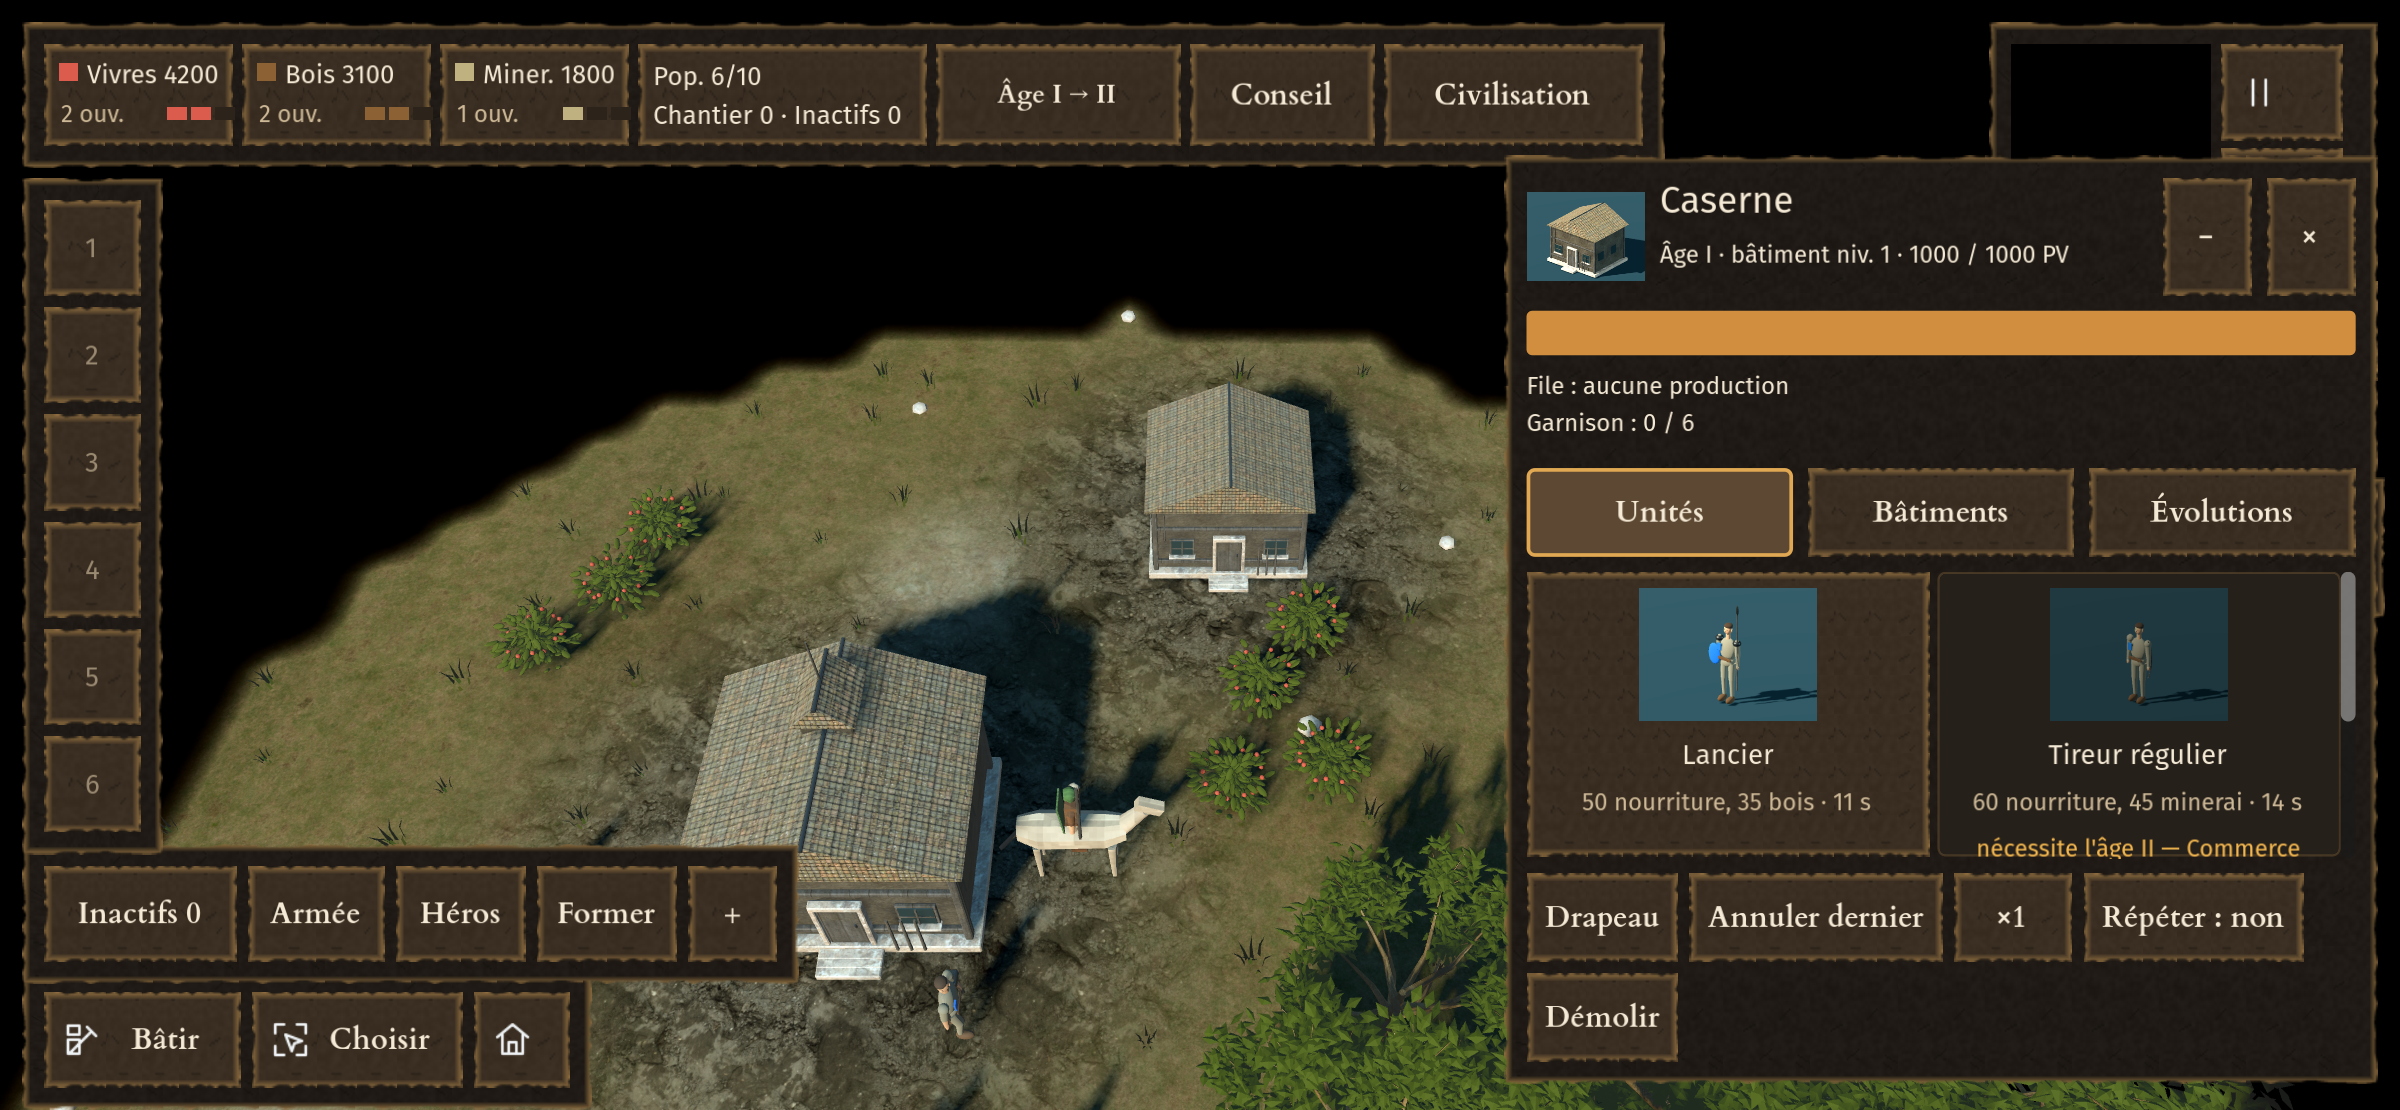 Vivres 4200
2 ouv.
Bois 3100
2 ouv.
Miner. 1800
1 ouv.
Pop. 6/10
Chantier 0 · Inactifs 0
Âge I → II
Conseil
Civilisation
1
2
3
4
5
6
Caserne
Âge I · bâtiment niv. 1 · 1000 / 1000 PV
–
×
File : aucune production
Garnison : 0 / 6
Unités
Bâtiments
Évolutions
Lancier
50 nourriture, 35 bois · 11 s
Tireur régulier
60 nourriture, 45 minerai · 14 s
nécessite l'âge II — Commerce
Drapeau
Annuler dernier
×1
Répéter : non
Démolir
Inactifs 0
Armée
Héros
Former
+
Bâtir
Choisir